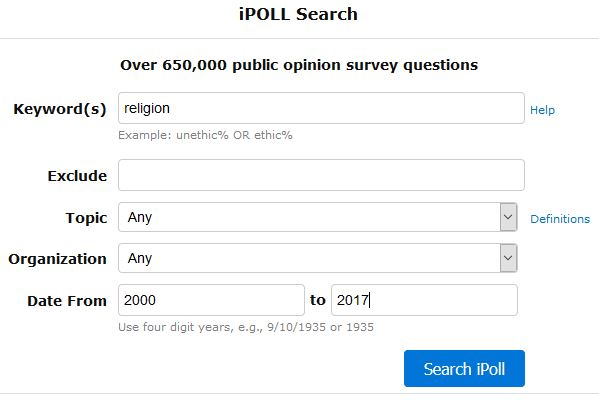 iPOLL Search
Over 650,000 public opinion survey questions
Keyword(s) religion Help
Example: unethic% OR ethic%
Exclude
Topic Any Definitions
Organization Any
Date From 2000 to 2017
Use four digit years, e.g., 9/10/1935 or 1935
Search iPoll